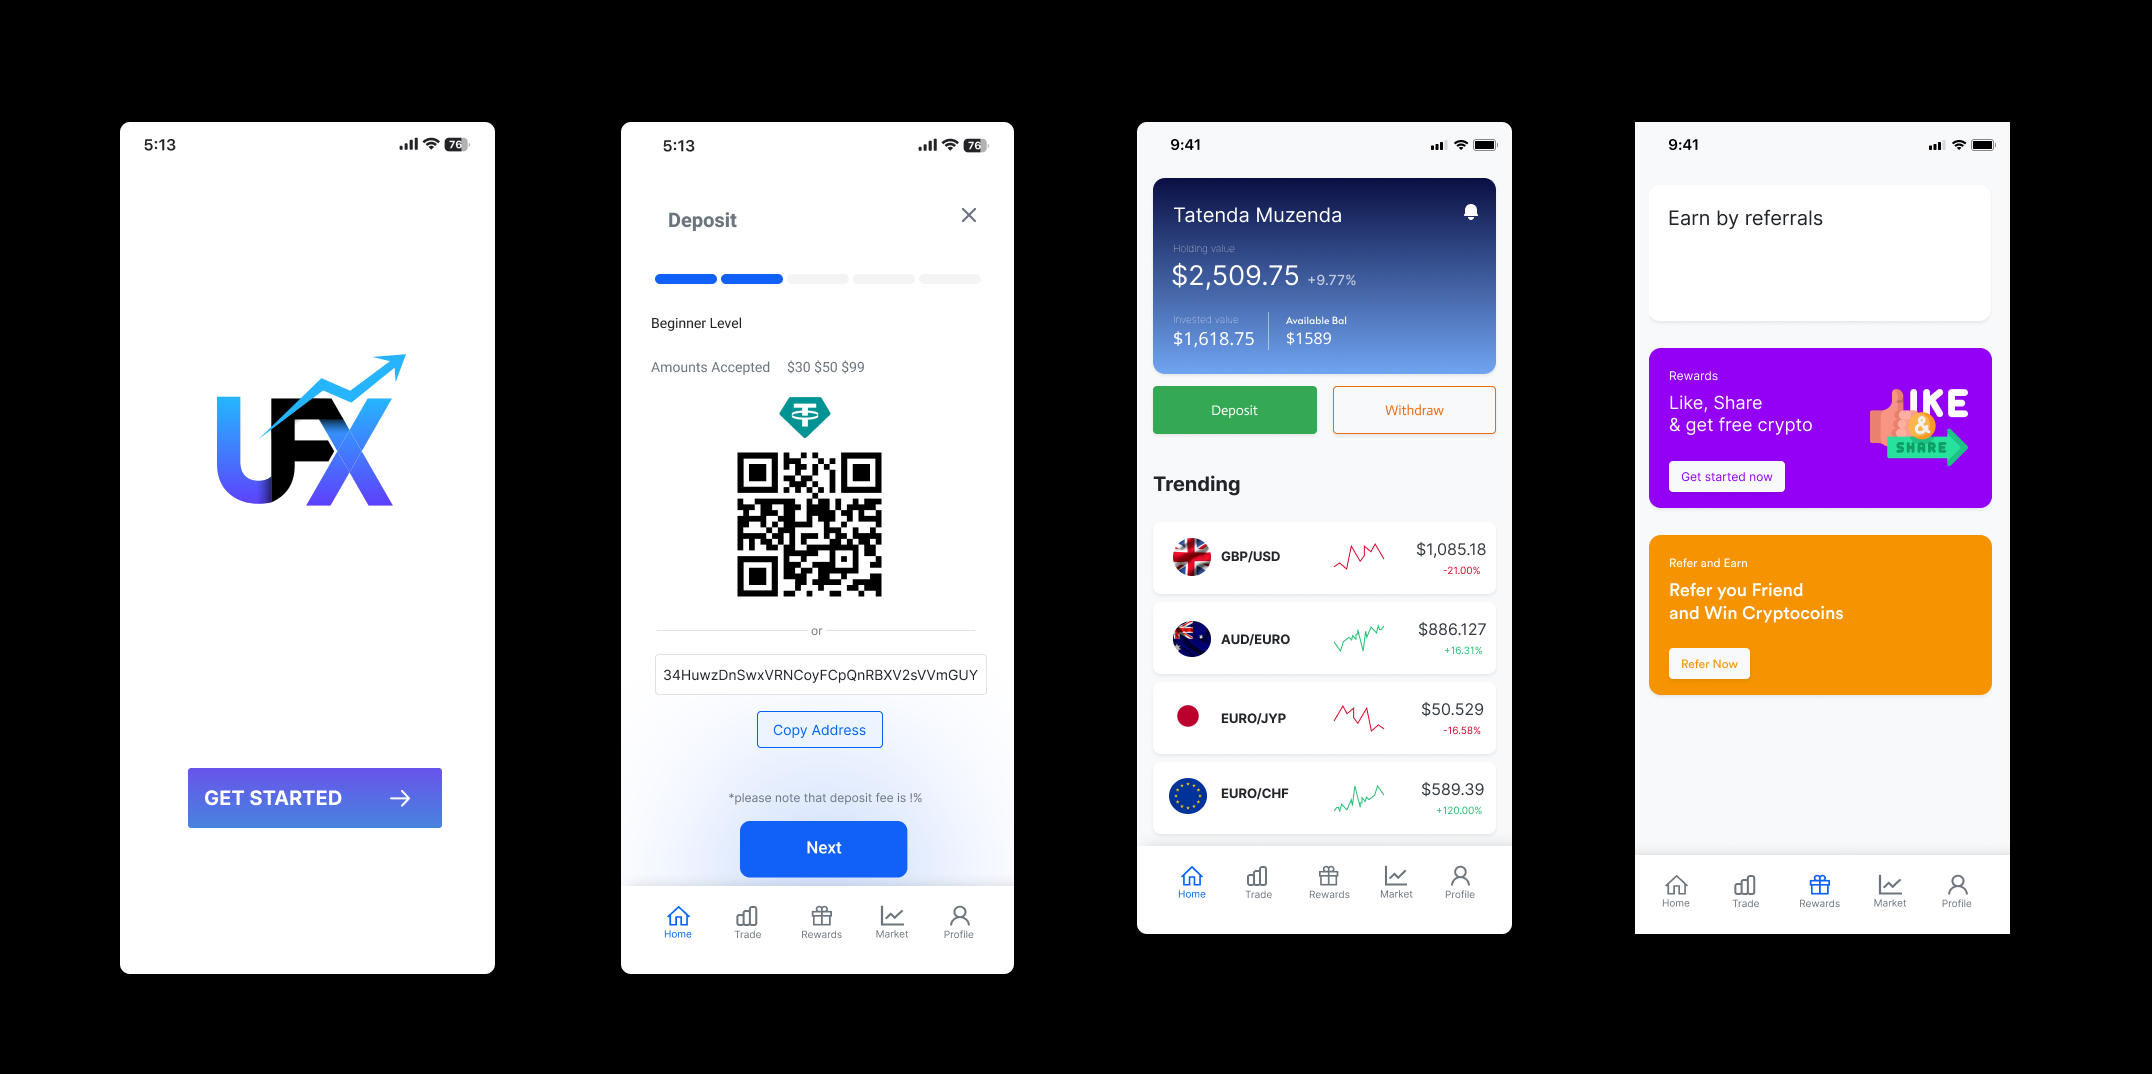 5:13
76
UFX
GET STARTED
5:13
76
Deposit
Beginner Level
Amounts Accepted $30 $50 $99
or
34HuwzDnSwxVRNCoyFCpQnRBXV2sVVmGUY
Copy Address
*please note that deposit fee is !%
Next
Home Trade Rewards Market Profile
9:41
Tatenda Muzenda
Holding value
$2,509.75 +9.77%
Invested value Available Bal
$1,618.75 $1589
Deposit Withdraw
Trending
GBP/USD $1,085.18
-21.00%
AUD/EURO $886.127
+16.31%
EURO/JYP $50.529
-16.58%
EURO/CHF $589.39
+120.00%
Home Trade Rewards Market Profile
9:41
Earn by referrals
Rewards
Like, Share
& get free crypto
Get started now
LIKE
&
SHARE
Refer and Earn
Refer you Friend
and Win Cryptocoins
Refer Now
Home Trade Rewards Market Profile